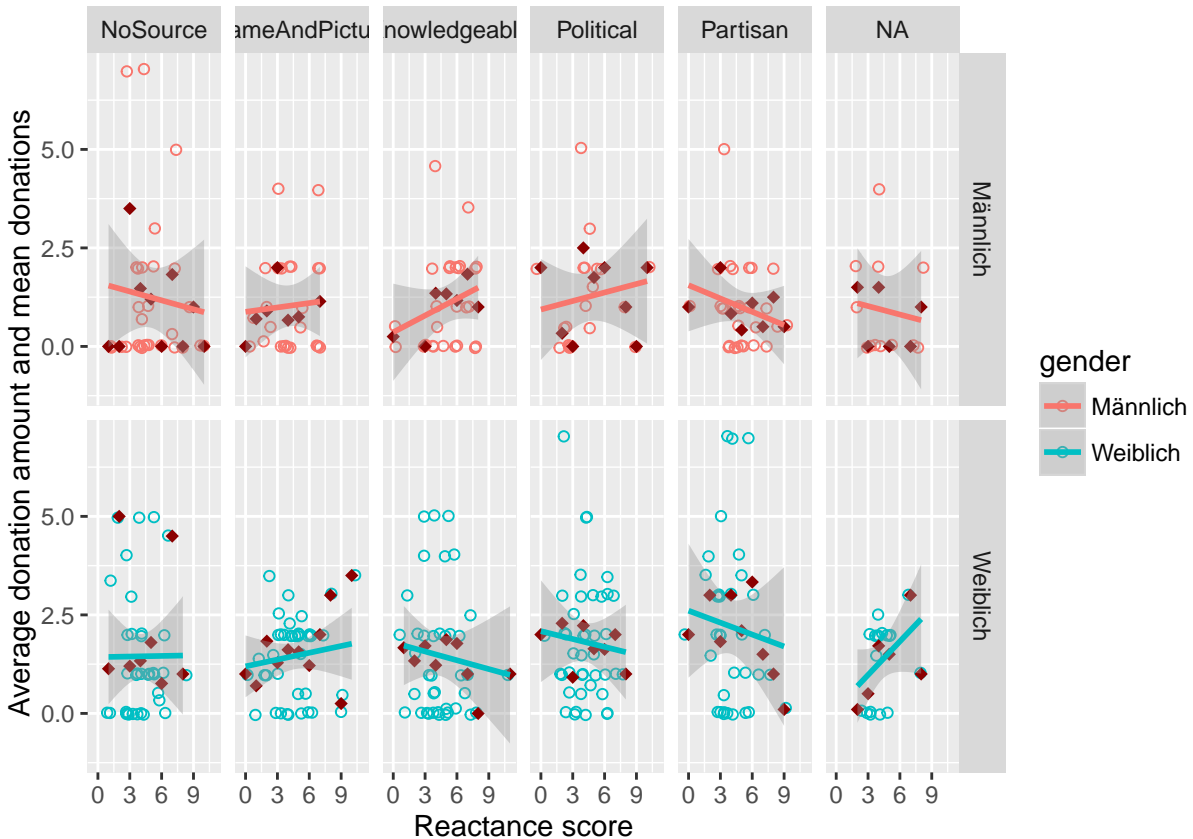 NoSource ameAndPictu nowledgeabl Political Partisan NA
Average donation amount and mean donations
5.0
2.5
0.0
Männlich
5.0
2.5
0.0
Weiblich
0 3 6 9 0 3 6 9 0 3 6 9 0 3 6 9 0 3 6 9 0 3 6 9
Reactance score
gender
Männlich
Weiblich